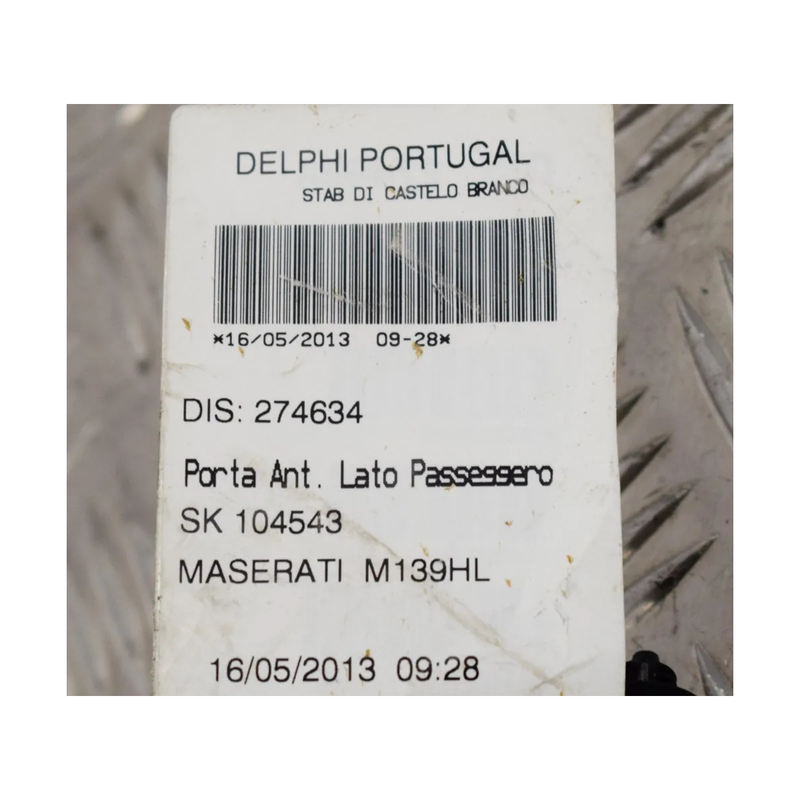 DELPHI PORTUGAL
STAB DI CASTELO BRANCO
*16/05/2013 09-28*
DIS: 274634
Porta Ant. Lato Passessero
SK 104543
MASERATI M139HL
16/05/2013 09:28